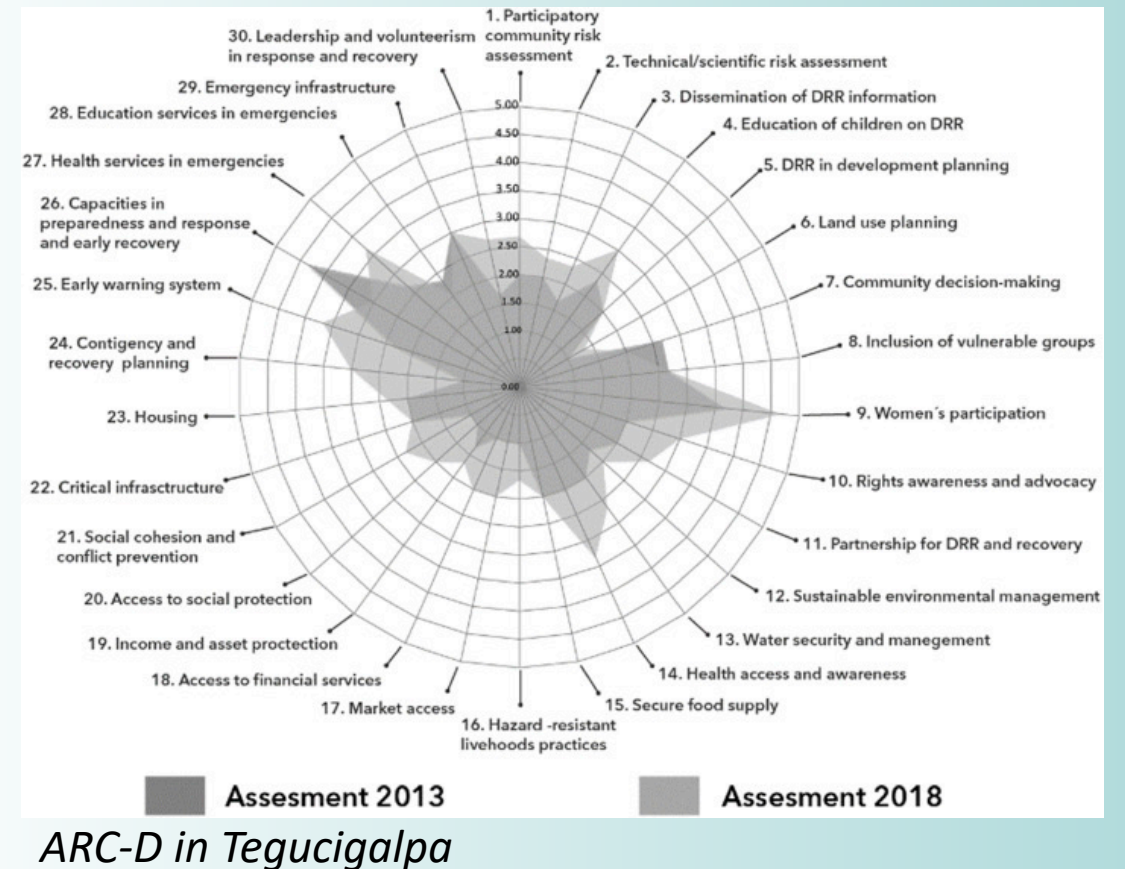 1. Participatory
community risk
assessment
2. Technical/scientific risk assessment
3. Dissemination of DRR information
4. Education of children on DRR
5. DRR in development planning
6. Land use planning
7. Community decision-making
8. Inclusion of vulnerable groups
9. Women´s participation
10. Rights awareness and advocacy
11. Partnership for DRR and recovery
12. Sustainable environmental management
13. Water security and manegement
14. Health access and awareness
15. Secure food supply
16. Hazard -resistant
livehoods practices
17. Market access
18. Access to financial services
19. Income and asset proctection
20. Access to social protection
21. Social cohesion and
conflict prevention
22. Critical infrasctructure
23. Housing
24. Contigency and
recovery planning
25. Early warning system
26. Capacities in
preparedness and response
and early recovery
27. Health services in emergencies
28. Education services in emergencies
29. Emergency infrastructure
30. Leadership and volunteerism
in response and recovery
5.00
4.50
4.00
3.50
3.00
2.50
2.00
1.50
1.00
0.00
Assesment 2013
Assesment 2018
ARC-D in Tegucigalpa